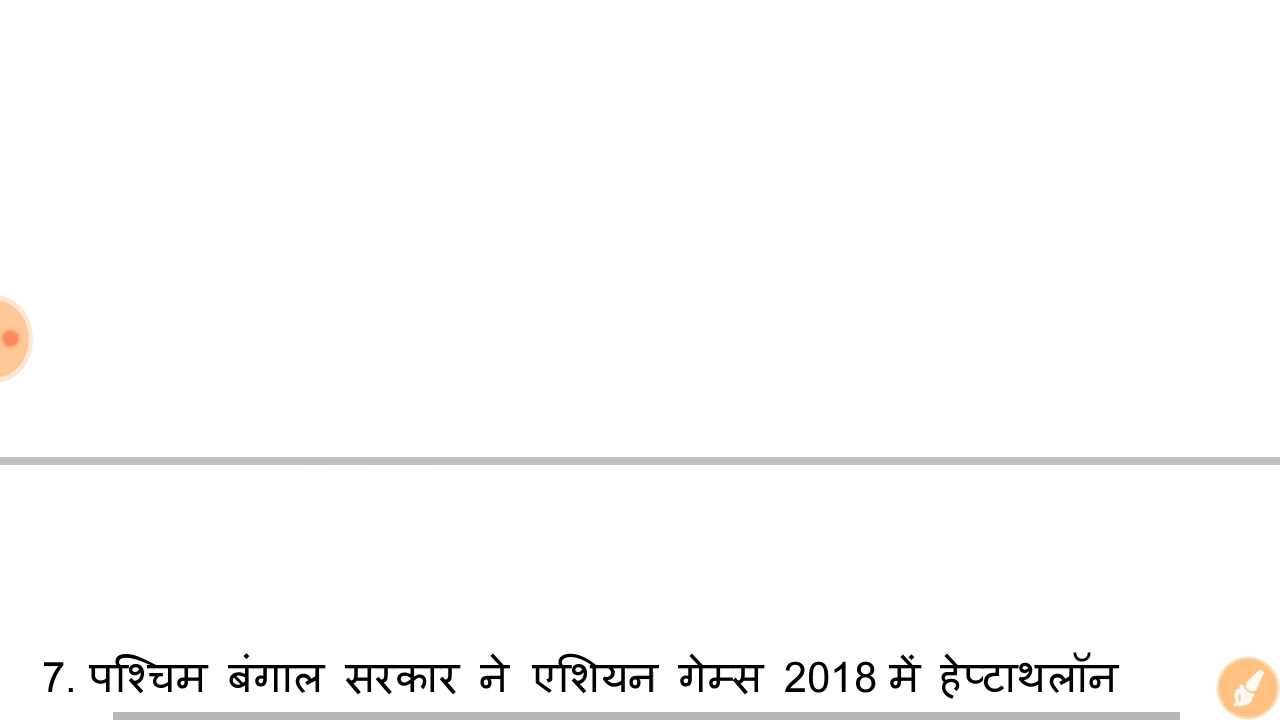 7. पश्चिम बंगाल सरकार ने एशियन गेम्स 2018 में हेप्टाथलॉन